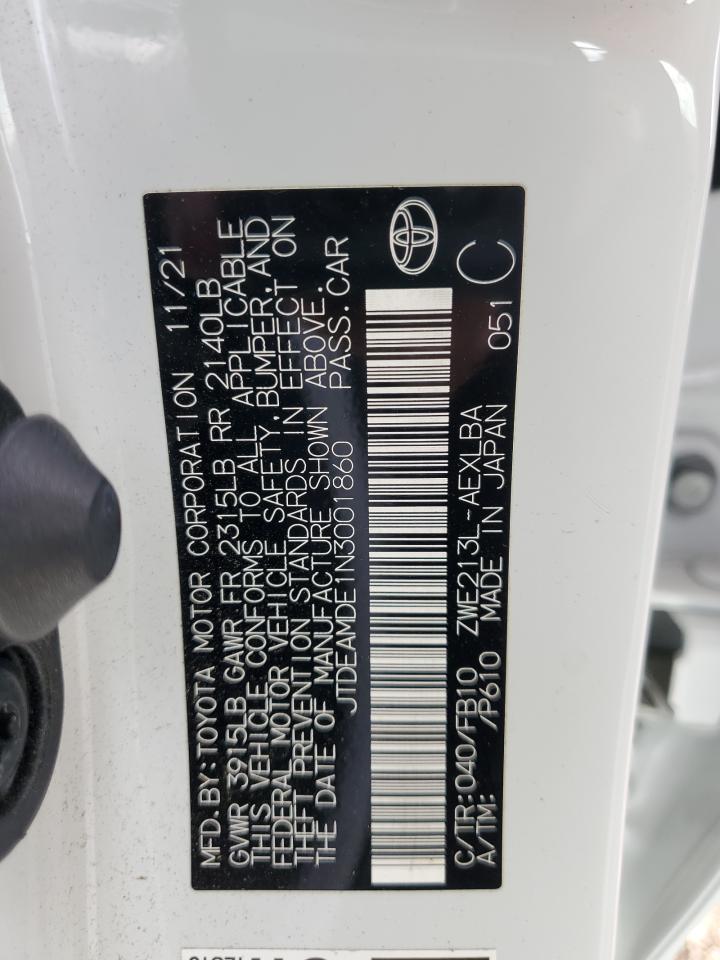 MFD.BY:TOYOTA MOTOR CORPORATION 11/21
GVWR 3915LB GAWR FR 2315LB RR 2140LB
THIS VEHICLE CONFORMS TO ALL APPLICABLE
FEDERAL MOTOR VEHICLE SAFETY,BUMPER,AND
THEFT PREVENTION STANDARDS IN EFFECT ON
THE DATE OF MANUFACTURE SHOWN ABOVE.
JTDEAMDE1N3001860 PASS.CAR
C/TR:040/FB10 ZWE213L-AEXLBA 051 C
A/TM: /P610 MADE IN JAPAN